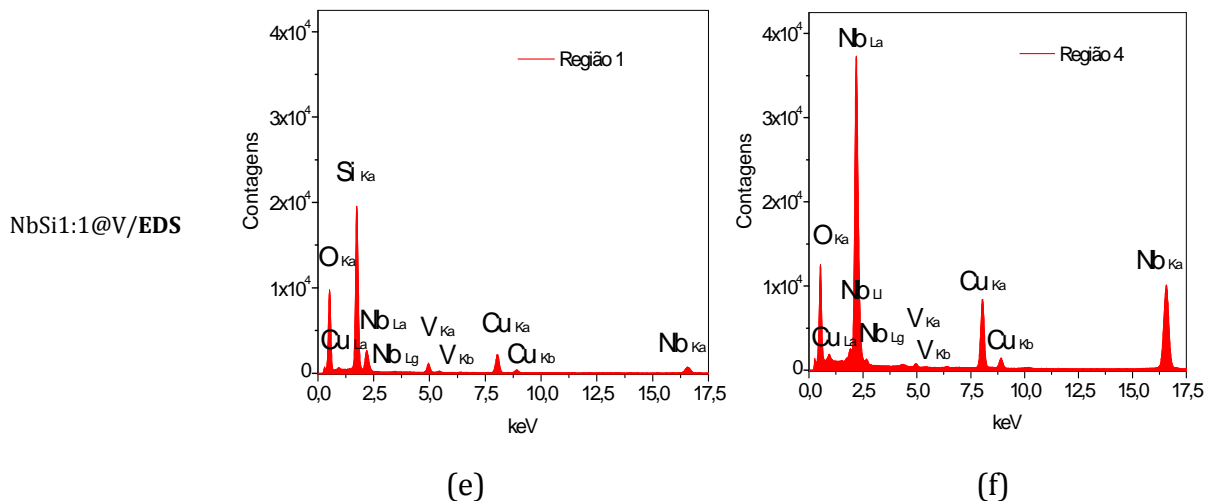 NbSi1:1@V/EDS
Contagens
4x10⁴
3x10⁴
2x10⁴
1x10⁴
0
Região 1
Si Ka
O Ka
Cu La
Nb La
Nb Lg
V Ka
V Kb
Cu Ka
Cu Kb
Nb Ka
0,0 2,5 5,0 7,5 10,0 12,5 15,0 17,5
keV
(e)
Contagens
4x10⁴
3x10⁴
2x10⁴
1x10⁴
0
Nb La
Região 4
O Ka
Cu La
Nb Ll
Nb Lg
V Ka
V Kb
Cu Ka
Cu Kb
Nb Ka
0,0 2,5 5,0 7,5 10,0 12,5 15,0 17,5
keV
(f)